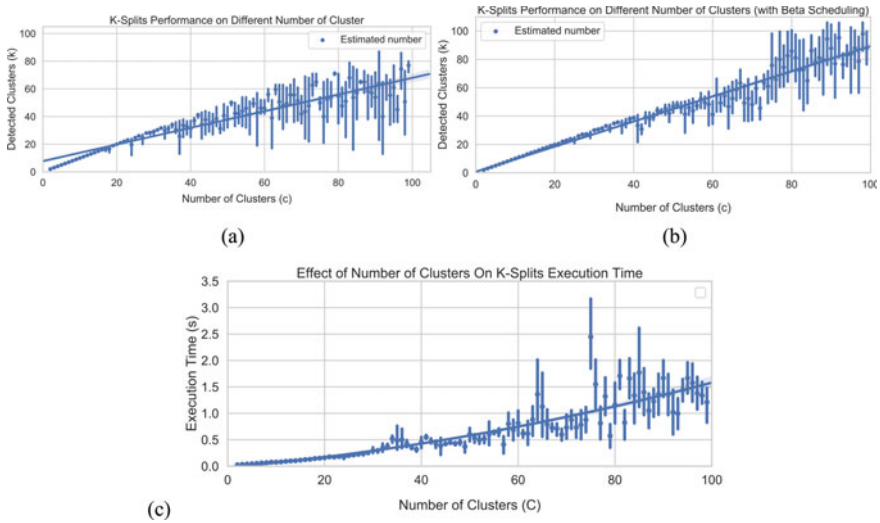 K-Splits Performance on Different Number of Cluster
Estimated number
Detected Clusters (k)
100
80
60
40
20
0
0 20 40 60 80 100
Number of Clusters (c)
(a)
K-Splits Performance on Different Number of Clusters (with Beta Scheduling)
Estimated number
Detected Clusters (k)
100
80
60
40
20
0
0 20 40 60 80 100
Number of Clusters (c)
(b)
Effect of Number of Clusters On K-Splits Execution Time
Execution Time (s)
3.5
3.0
2.5
2.0
1.5
1.0
0.5
0.0
0 20 40 60 80 100
Number of Clusters (C)
(c)